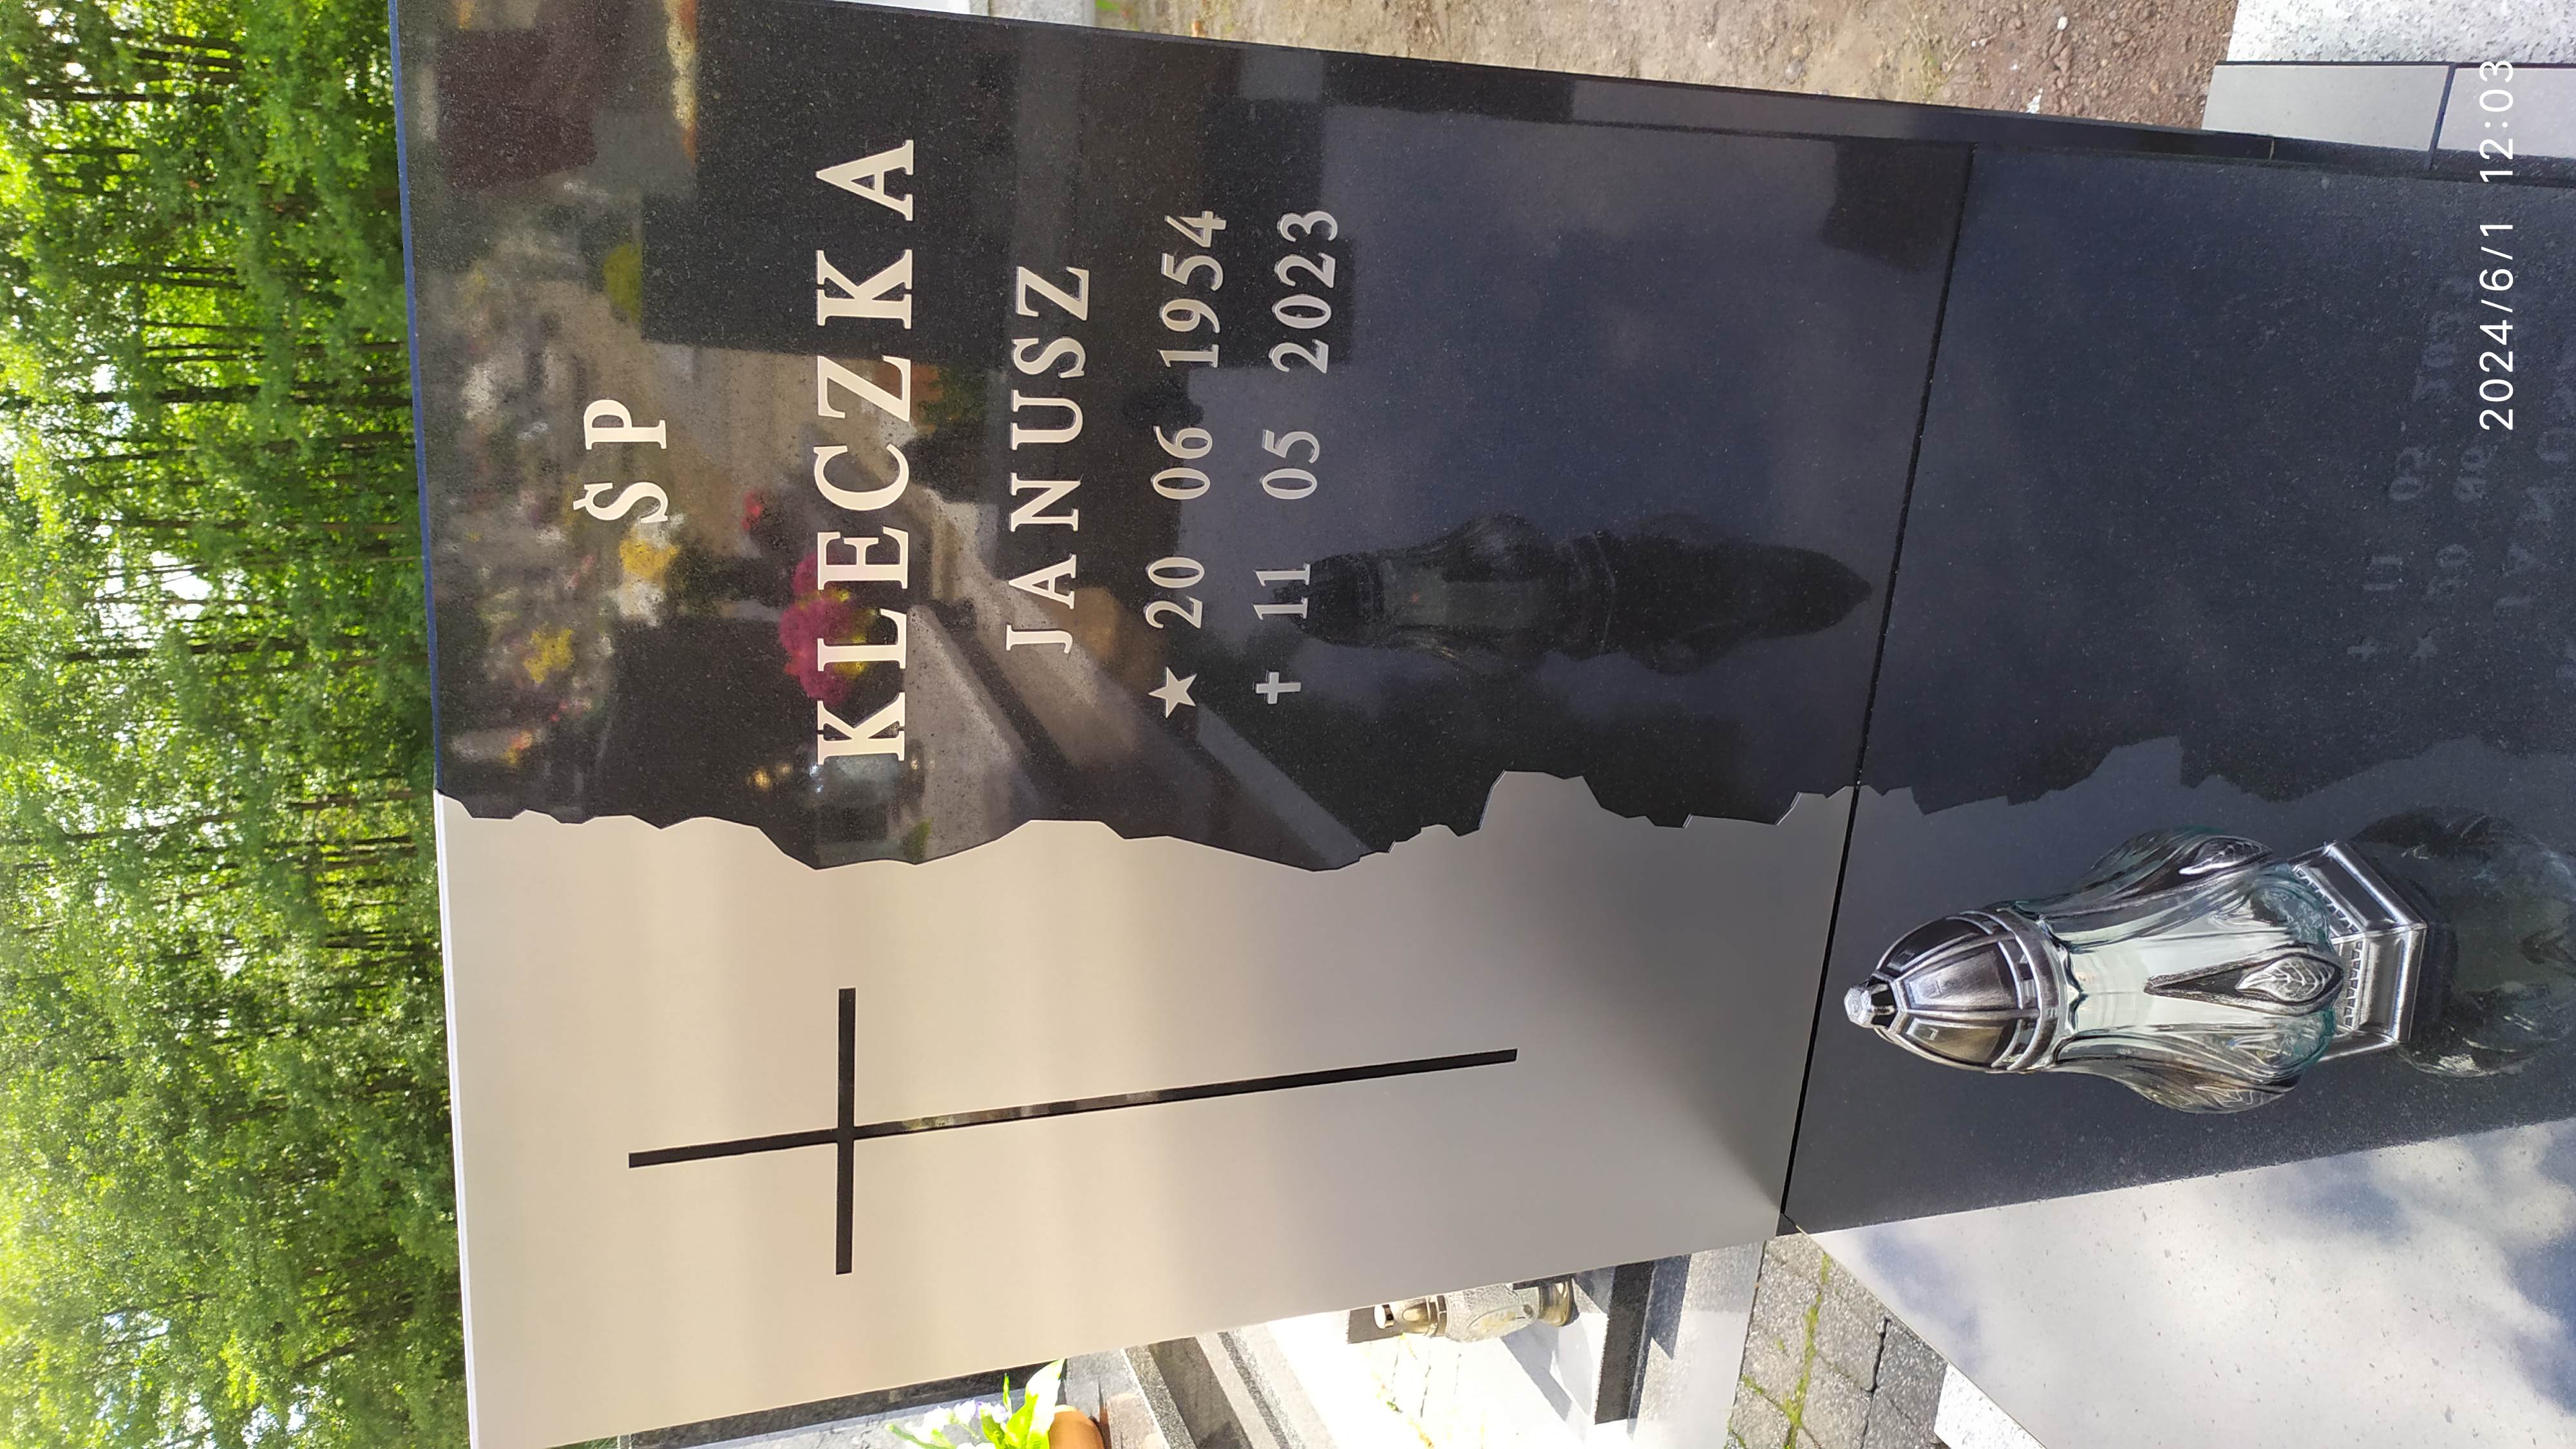 ŚP
KLECZKA
JANUSZ
★ 20 06 1954
✝ 11 05 2023
2024/6/1 12:03